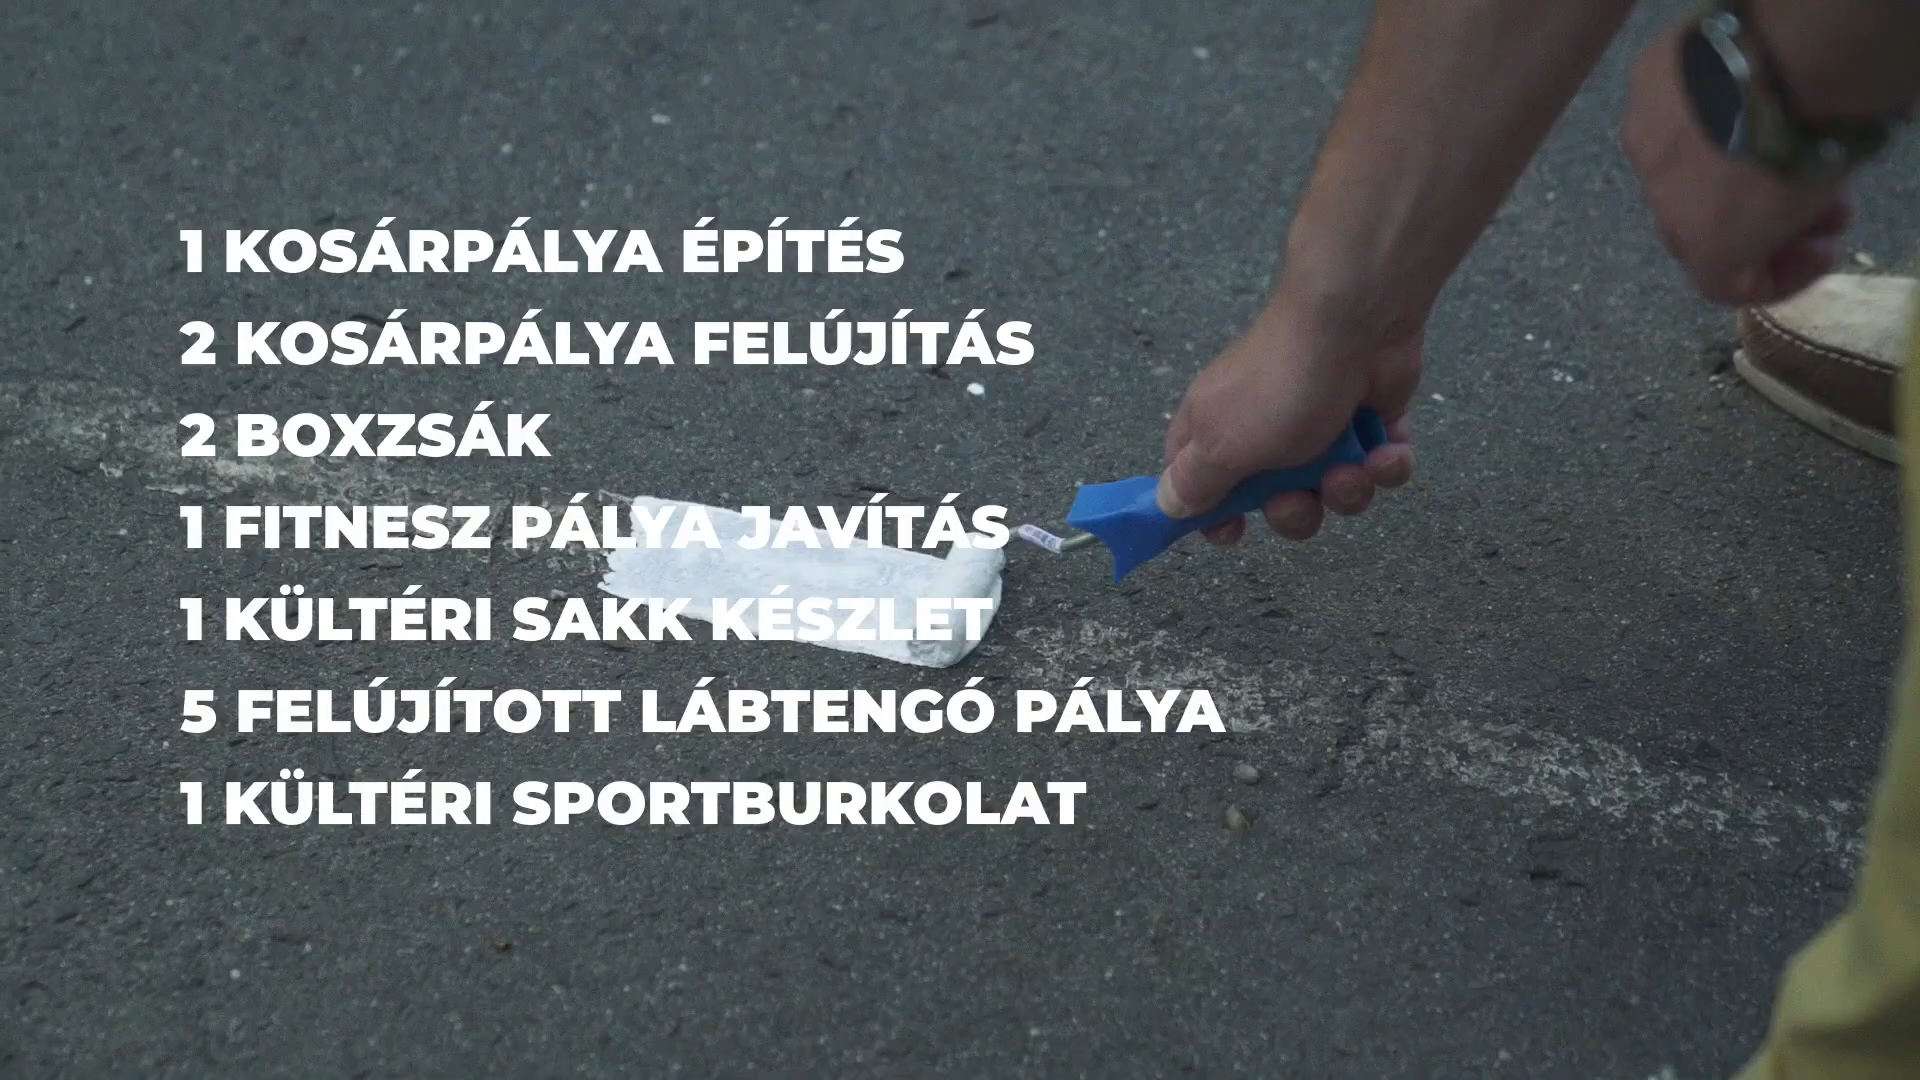 1 KOSÁRPÁLYA ÉPÍTÉS
2 KOSÁRPÁLYA FELÚJÍTÁS
2 BOXZSÁK
1 FITNESZ PÁLYA JAVÍTÁS
1 KÜLTÉRI SAKK KÉSZLET
5 FELÚJÍTOTT LÁBTENGÓ PÁLYA
1 KÜLTÉRI SPORTBURKOLAT